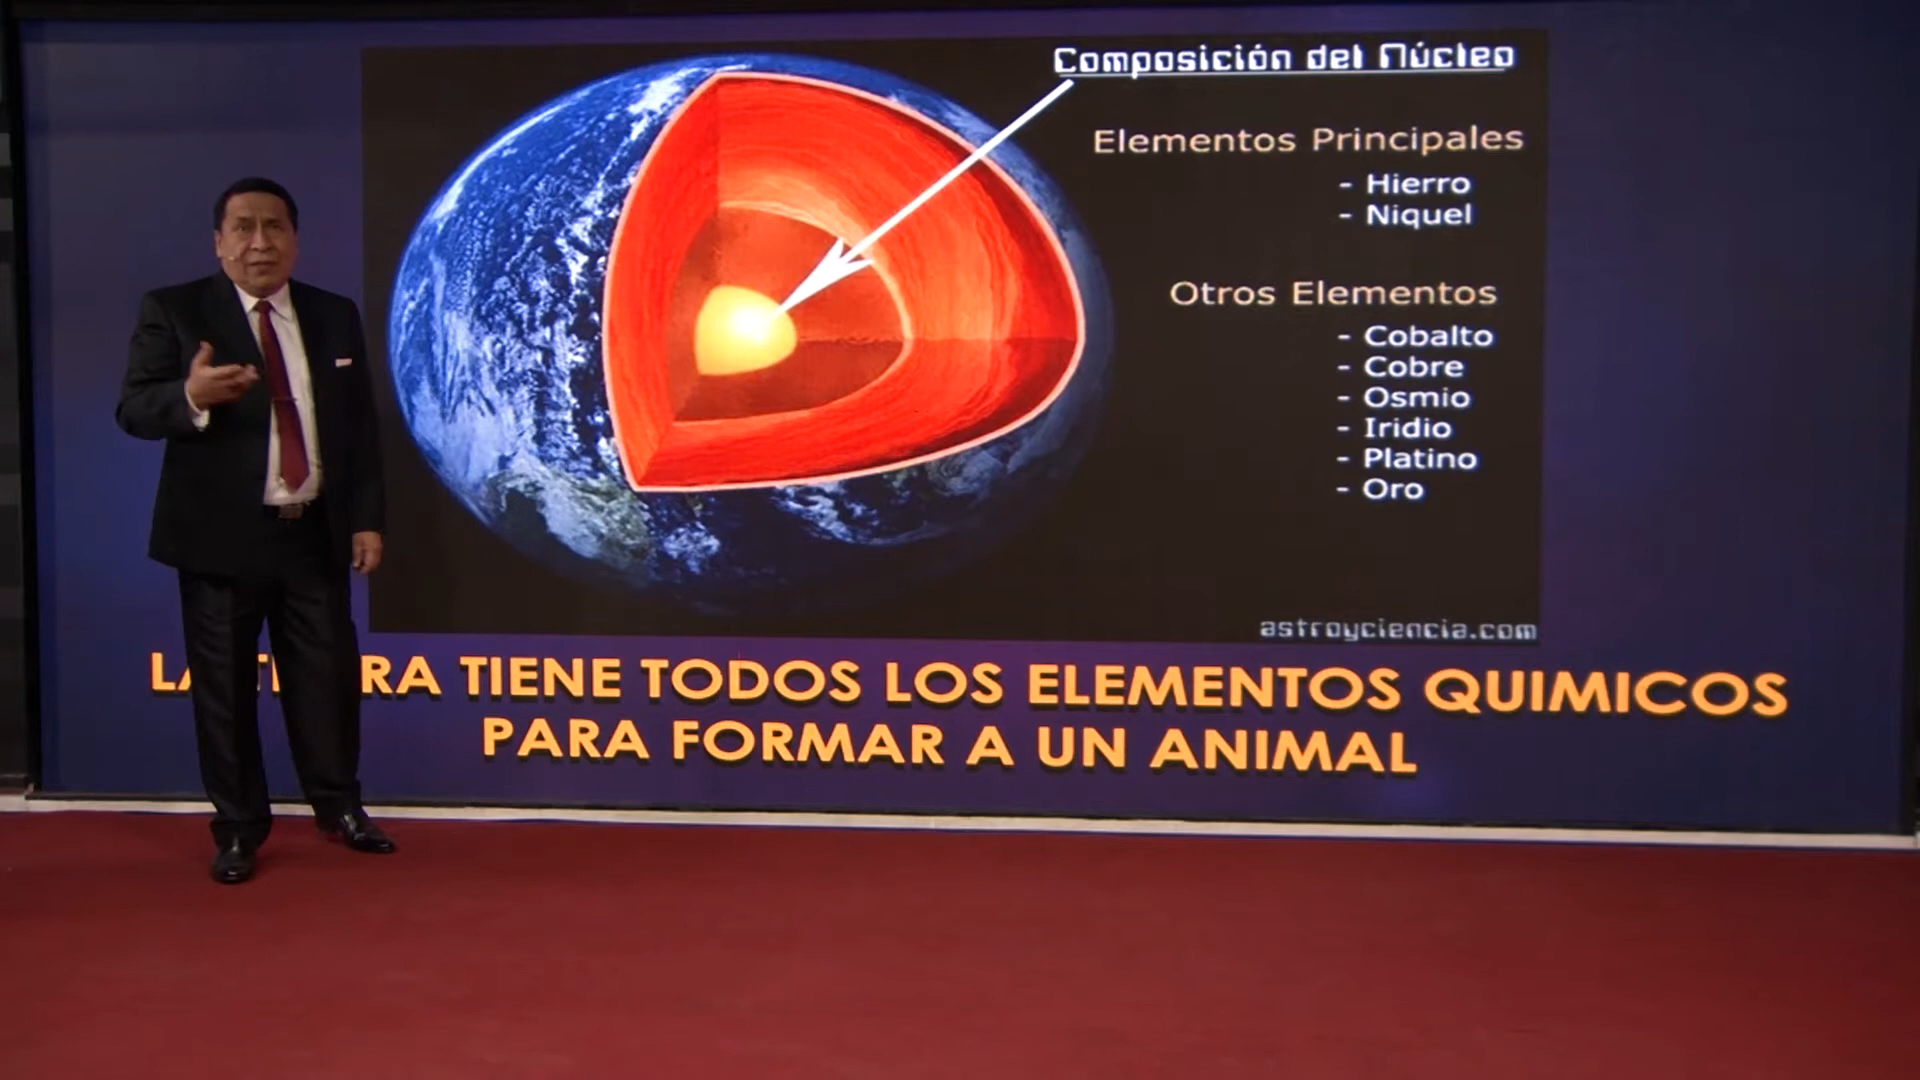 Composición del Núcleo
Elementos Principales
- Hierro
- Niquel
Otros Elementos
- Cobalto
- Cobre
- Osmio
- Iridio
- Platino
- Oro
astroyciencia.com
TIENE TODOS LOS ELEMENTOS QUIMICOS
PARA FORMAR A UN ANIMAL